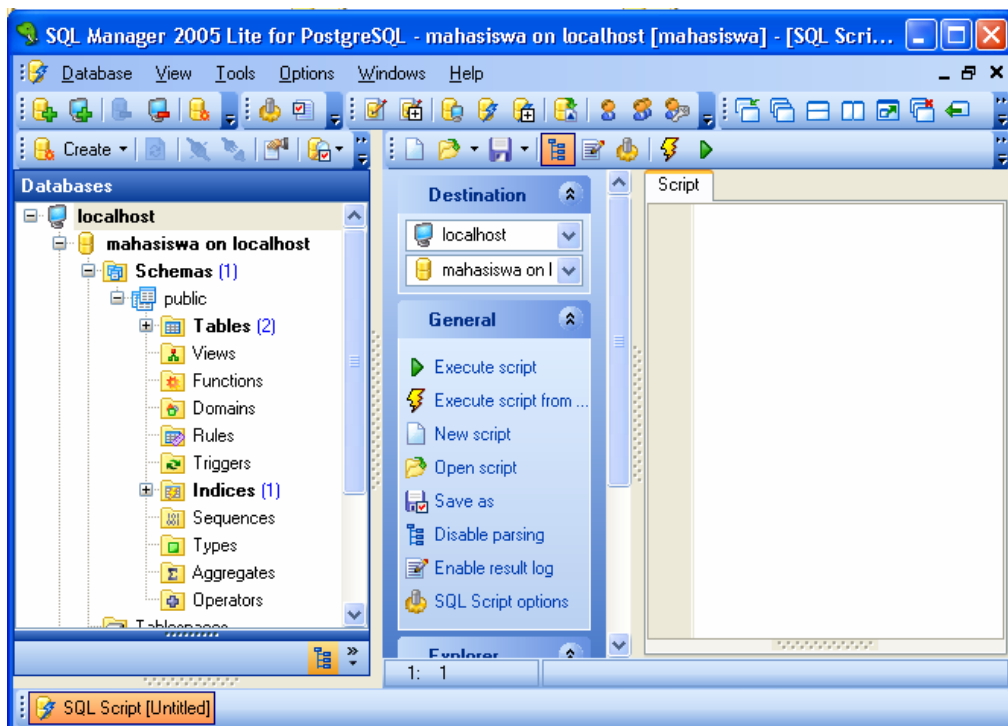 SQL Manager 2005 Lite for PostgreSQL - mahasiswa on localhost [mahasiswa] - [SQL Scri...
Database View Tools Options Windows Help
Create
Databases
localhost
mahasiswa on localhost
Schemas (1)
public
Tables (2)
Views
Functions
Domains
Rules
Triggers
Indices (1)
Sequences
Types
Aggregates
Operators
Tablespaces
Destination
localhost
mahasiswa on l
General
Execute script
Execute script from ...
New script
Open script
Save as
Disable parsing
Enable result log
SQL Script options
Explorer
Script
1: 1
SQL Script [Untitled]